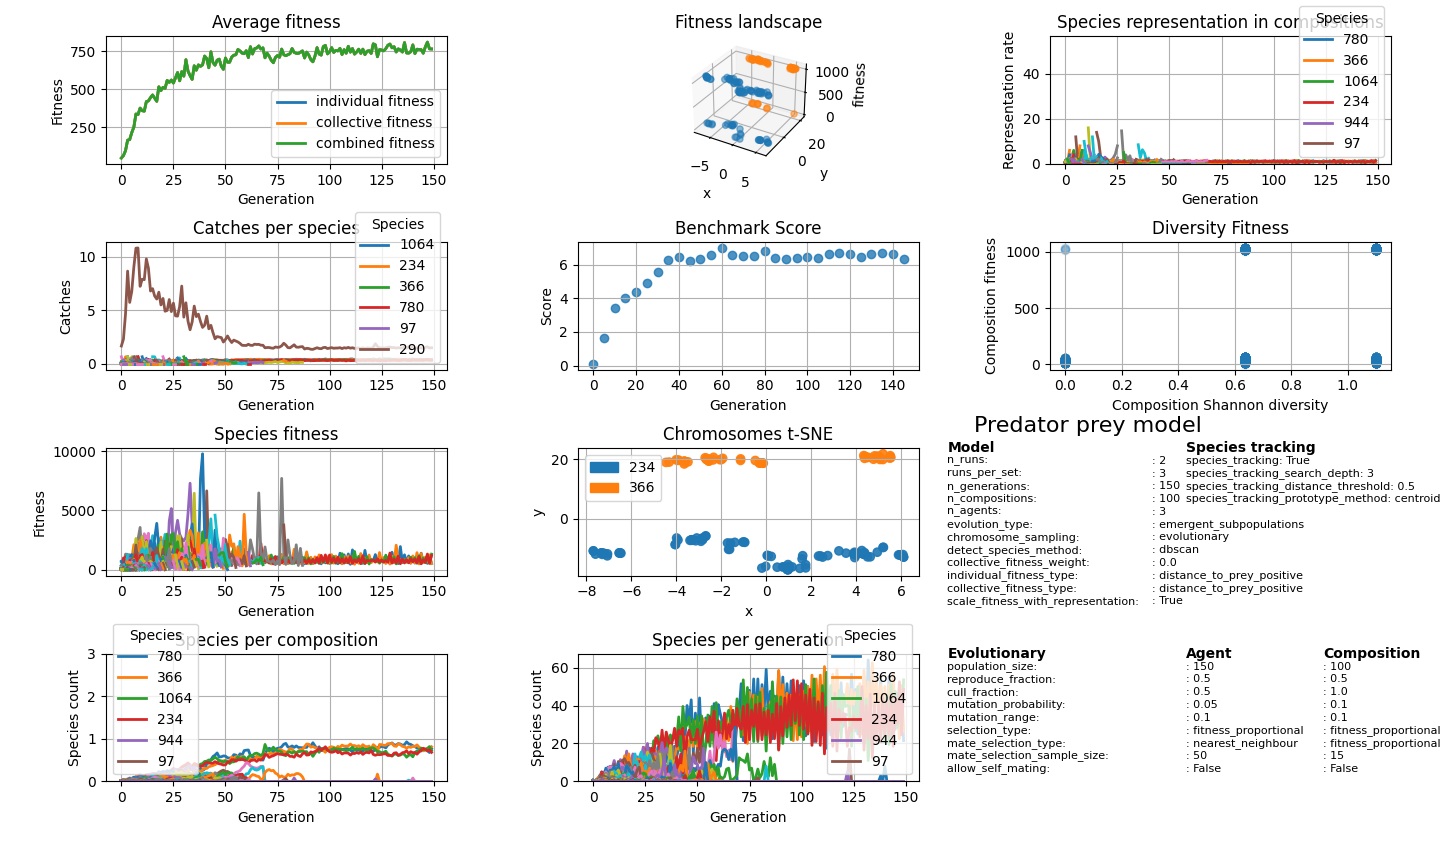 Average fitness
750
500
250
Fitness
individual fitness
collective fitness
combined fitness
0 25 50 75 100 125 150
Generation
Fitness landscape
1000
500
0
fitness
−5 0 5
x
0 20
y
Species representation in compositions
Representation rate
40
20
0
Species
780
366
1064
234
944
97
0 25 50 75 100 125 150
Generation
Catches per species
Catches
10
5
0
Species
1064
234
366
780
97
290
0 25 50 75 100 125 150
Generation
Benchmark Score
Score
6
4
2
0
0 20 40 60 80 100 120 140
Generation
Diversity Fitness
Composition fitness
1000
500
0
0.0 0.2 0.4 0.6 0.8 1.0
Composition Shannon diversity
Species fitness
Fitness
10000
5000
0
0 25 50 75 100 125 150
Generation
Chromosomes t-SNE
y
20
0
234
366
−8 −6 −4 −2 0 2 4 6
x
Predator prey model
Model
n_runs: : 2
runs_per_set: : 3
n_generations: : 150
n_compositions: : 100
n_agents: : 3
evolution_type: : emergent_subpopulations
chromosome_sampling: : evolutionary
detect_species_method: : dbscan
collective_fitness_weight: : 0.0
individual_fitness_type: : distance_to_prey_positive
collective_fitness_type: : distance_to_prey_positive
scale_fitness_with_representation: : True
Species tracking
species_tracking: True
species_tracking_search_depth: 3
species_tracking_distance_threshold: 0.5
species_tracking_prototype_method: centroid
Species per composition
Species count
3
2
1
0
Species
780
366
1064
234
944
97
0 25 50 75 100 125 150
Generation
Species per generation
Species count
60
40
20
0
Species
780
366
1064
234
944
97
0 25 50 75 100 125 150
Generation
Evolutionary Agent Composition
population_size: : 150 : 100
reproduce_fraction: : 0.5 : 0.5
cull_fraction: : 0.5 : 1.0
mutation_probability: : 0.05 : 0.1
mutation_range: : 0.1 : 0.1
selection_type: : fitness_proportional : fitness_proportional
mate_selection_type: : nearest_neighbour : fitness_proportional
mate_selection_sample_size: : 50 : 15
allow_self_mating: : False : False